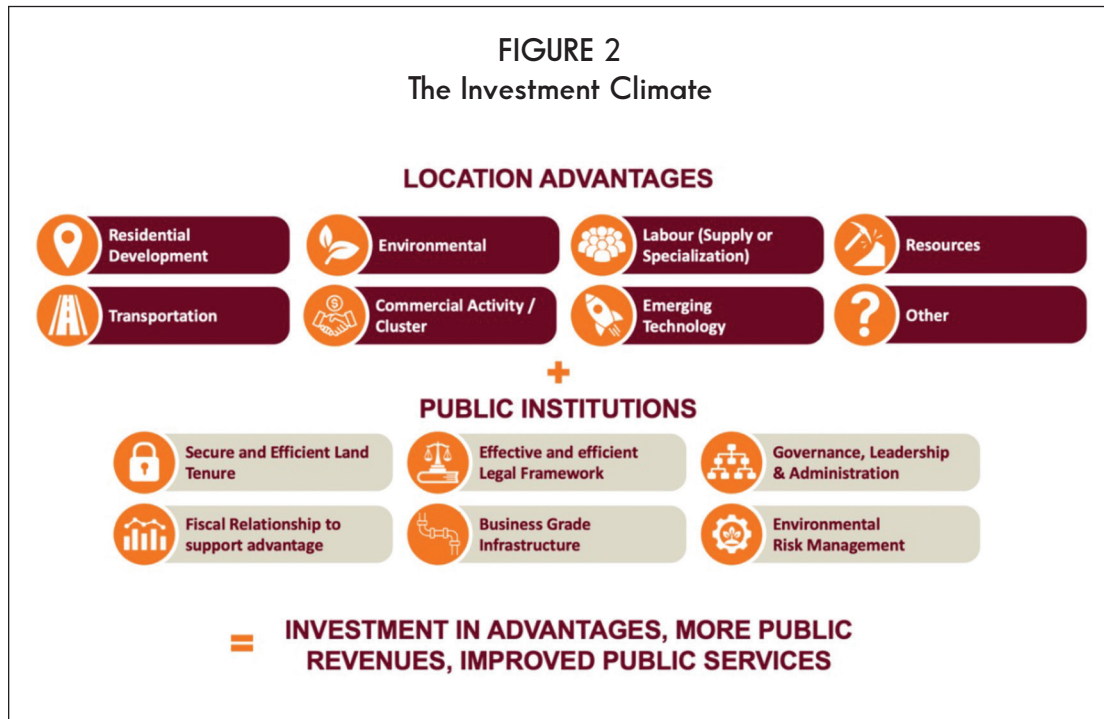 FIGURE 2
The Investment Climate
LOCATION ADVANTAGES
Residential
Development
Environmental
Labour (Supply or
Specialization)
Resources
Transportation
Commercial Activity /
Cluster
Emerging
Technology
Other
+
PUBLIC INSTITUTIONS
Secure and Efficient Land
Tenure
Effective and efficient
Legal Framework
Governance, Leadership
& Administration
Fiscal Relationship to
support advantage
Business Grade
Infrastructure
Environmental
Risk Management
= INVESTMENT IN ADVANTAGES, MORE PUBLIC
REVENUES, IMPROVED PUBLIC SERVICES